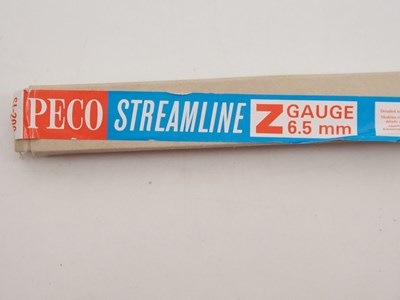 PECO STREAMLINE Z GAUGE
6.5 mm